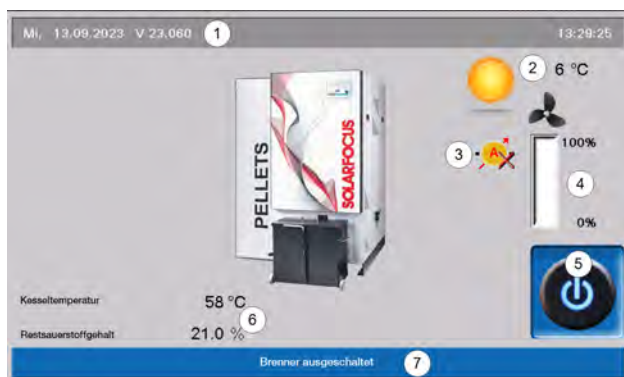 Mi, 13.09.2023 V 23.060 1 13:29:25
2 6 °C
3 A
100%
4
0%
PELLETS
SOLARFOCUS
5
Kesseltemperatur 58 °C
6
Restsauerstoffgehalt 21.0 %
Brenner ausgeschaltet 7